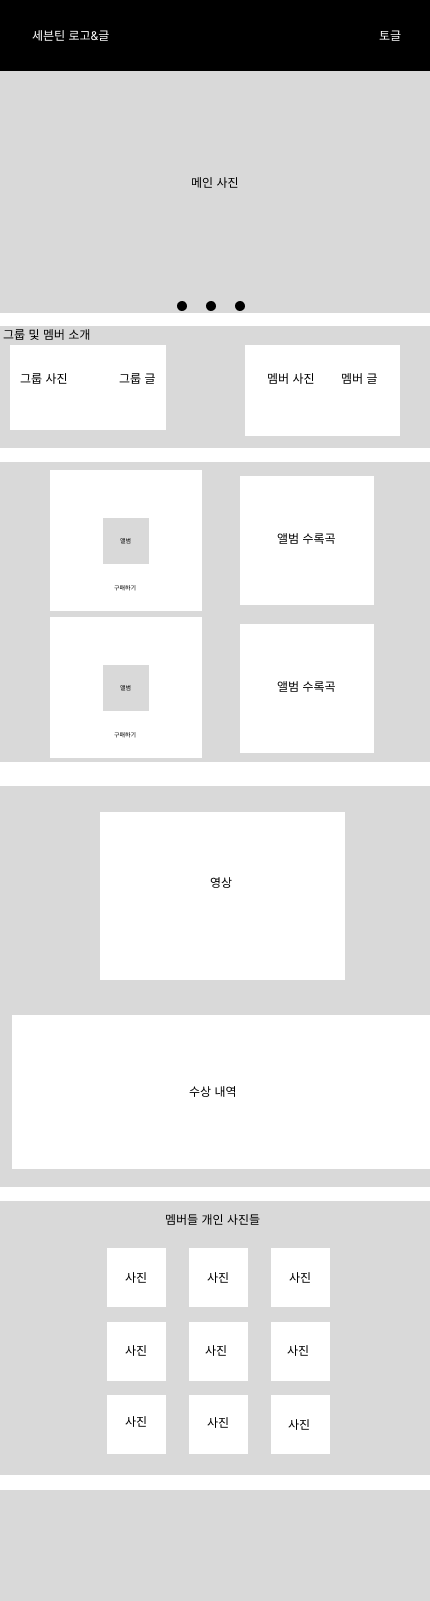 세븐틴 로고&글 토글
메인 사진
그룹 및 멤버 소개
그룹 사진 그룹 글 멤버 사진 멤버 글
앨범
구매하기
앨범 수록곡
앨범
구매하기
앨범 수록곡
영상
수상 내역
멤버들 개인 사진들
사진 사진 사진
사진 사진 사진
사진 사진 사진